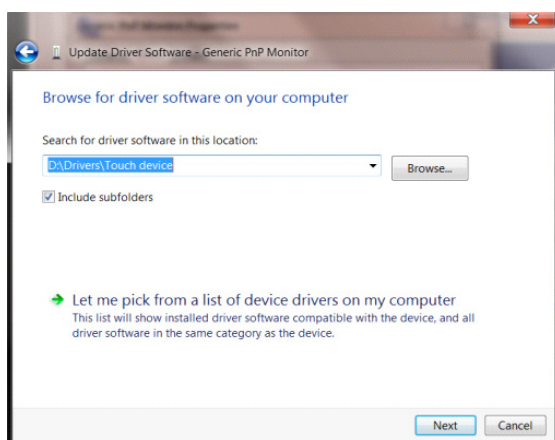 Update Driver Software - Generic PnP Monitor
Browse for driver software on your computer
Search for driver software in this location:
D:\Drivers\Touch device
Browse...
Include subfolders
Let me pick from a list of device drivers on my computer
This list will show installed driver software compatible with the device, and all
driver software in the same category as the device.
Next
Cancel